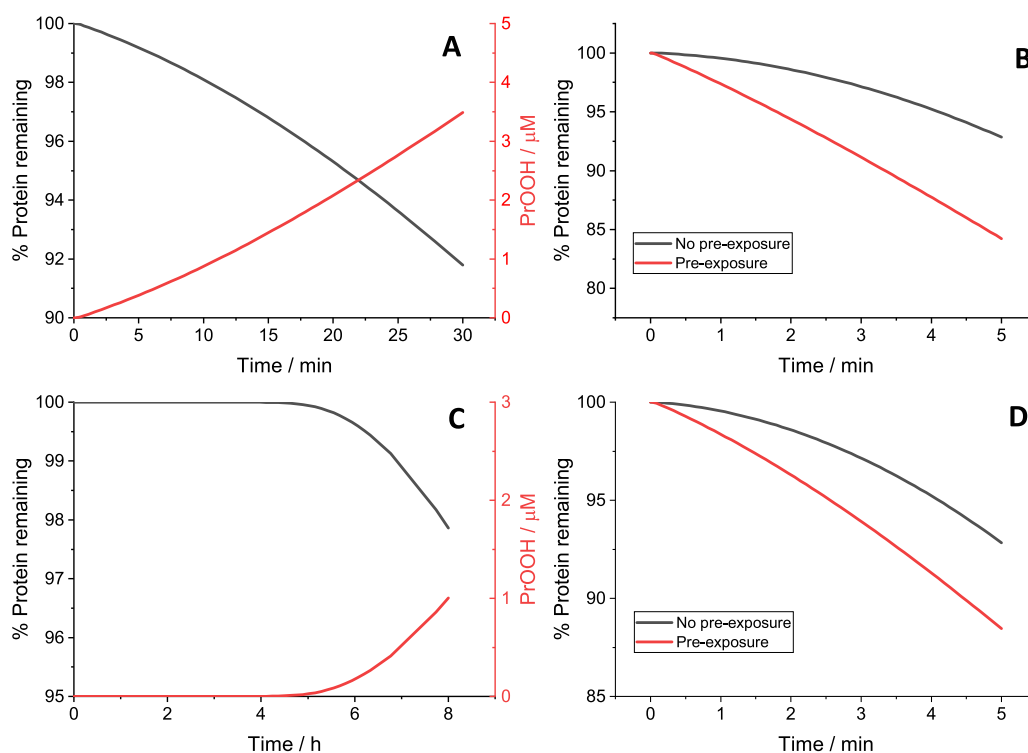 A
100
98
96
94
92
90
% Protein remaining
5
4
3
2
1
0
PrOOH / μM
0 5 10 15 20 25 30
Time / min
B
100
95
90
85
80
% Protein remaining
No pre-exposure
Pre-exposure
0 1 2 3 4 5
Time / min
C
100
99
98
97
96
95
% Protein remaining
3
2
1
0
PrOOH / μM
0 2 4 6 8
Time / h
D
100
95
90
85
% Protein remaining
No pre-exposure
Pre-exposure
0 1 2 3 4 5
Time / min